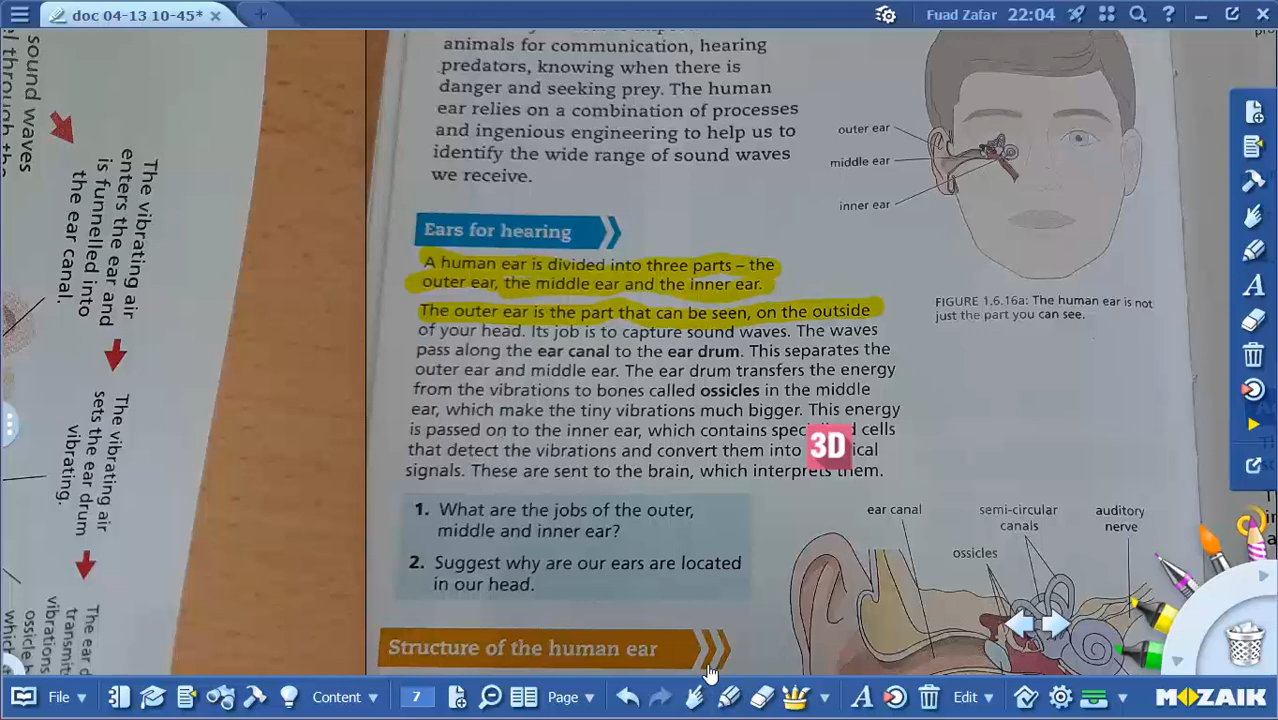 doc 04-13 10-45*
Fuad Zafar 22:04
sound waves
The vibrating air
enters the ear and
is funnelled into
the ear canal.
The vibrating air
sets the ear drum
vibrating.
The ear
vibrations
animals for communication, hearing
predators, knowing when there is
danger and seeking prey. The human
ear relies on a combination of processes
and ingenious engineering to help us to
identify the wide range of sound waves
we receive.
outer ear
middle ear
inner ear
FIGURE 1.6.16a: The human ear is not
just the part you can see.
Ears for hearing
A human ear is divided into three parts – the
outer ear, the middle ear and the inner ear.
The outer ear is the part that can be seen, on the outside
of your head. Its job is to capture sound waves. The waves
pass along the ear canal to the ear drum. This separates the
outer ear and middle ear. The ear drum transfers the energy
from the vibrations to bones called ossicles in the middle
ear, which make the tiny vibrations much bigger. This energy
is passed on to the inner ear, which contains cells
that detect the vibrations and convert them into
signals. These are sent to the brain, which interprets them.
3D
1. What are the jobs of the outer,
middle and inner ear?
2. Suggest why are our ears are located
in our head.
Structure of the human ear
ear canal
semi-circular
canals
auditory
nerve
ossicles
File
Content
7
Page
Edit
MOZAIK